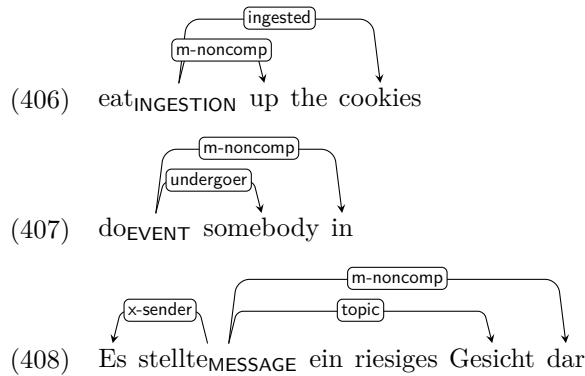 ingested
m-noncomp
(406) eatINGESTION up the cookies
m-noncomp
undergoer
(407) doEVENT somebody in
m-noncomp
x-sender topic
(408) Es stellteMESSAGE ein riesiges Gesicht dar